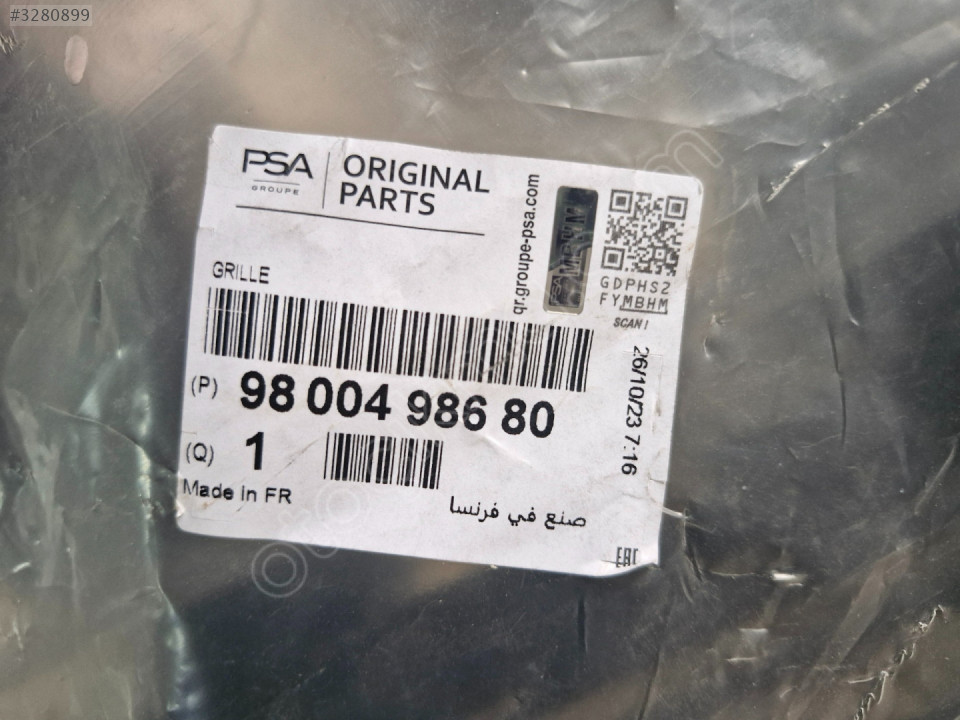 #3280899
PSA
GROUPE
ORIGINAL
PARTS
qr.groupe-psa.com
GDPHS2
FYMBHM
SCAN!
GRILLE
(P) 98 004 986 80
26/10/23 7:16
(Q) 1
Made in FR
صنع في فرنسا
EAC